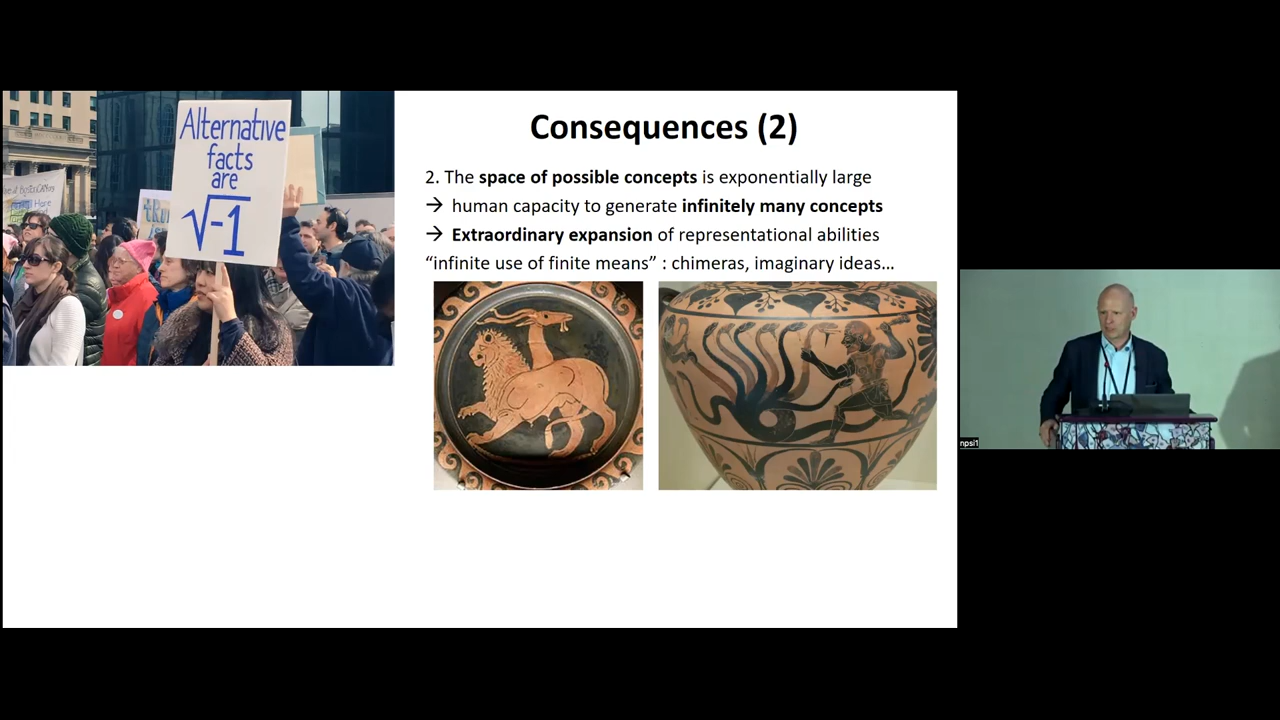 Alternative
facts
are
√-1
Consequences (2)
2. The space of possible concepts is exponentially large
→ human capacity to generate infinitely many concepts
→ Extraordinary expansion of representational abilities
“infinite use of finite means” : chimeras, imaginary ideas...
npsi1